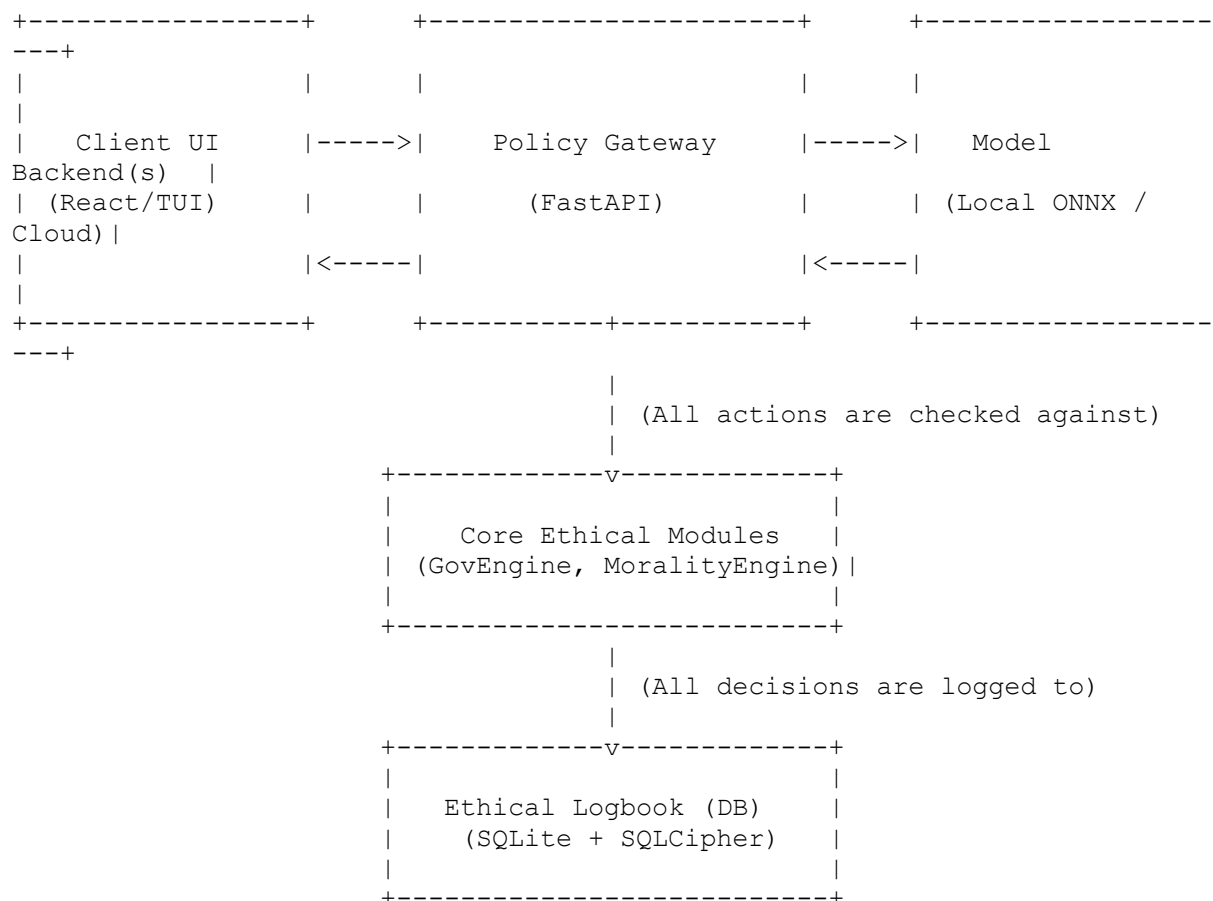 +-----------------+      +-----------------------+      +------------------
---+
|                 |      |                       |      |
|
|   Client UI     |----->|    Policy Gateway     |----->|   Model
Backend(s)  |
| (React/TUI)     |      |      (FastAPI)        |      | (Local ONNX /
Cloud)|
|                 |<-----|                       |<-----|
|
+-----------------+      +-----------+-----------+      +------------------
---+
|
| (All actions are checked against)
|
+-------------v-------------+
|                           |
|    Core Ethical Modules   |
| (GovEngine, MoralityEngine)|
|                           |
+---------------------------+
|
| (All decisions are logged to)
|
+-------------v-------------+
|                           |
|   Ethical Logbook (DB)    |
|    (SQLite + SQLCipher)   |
|                           |
+---------------------------+